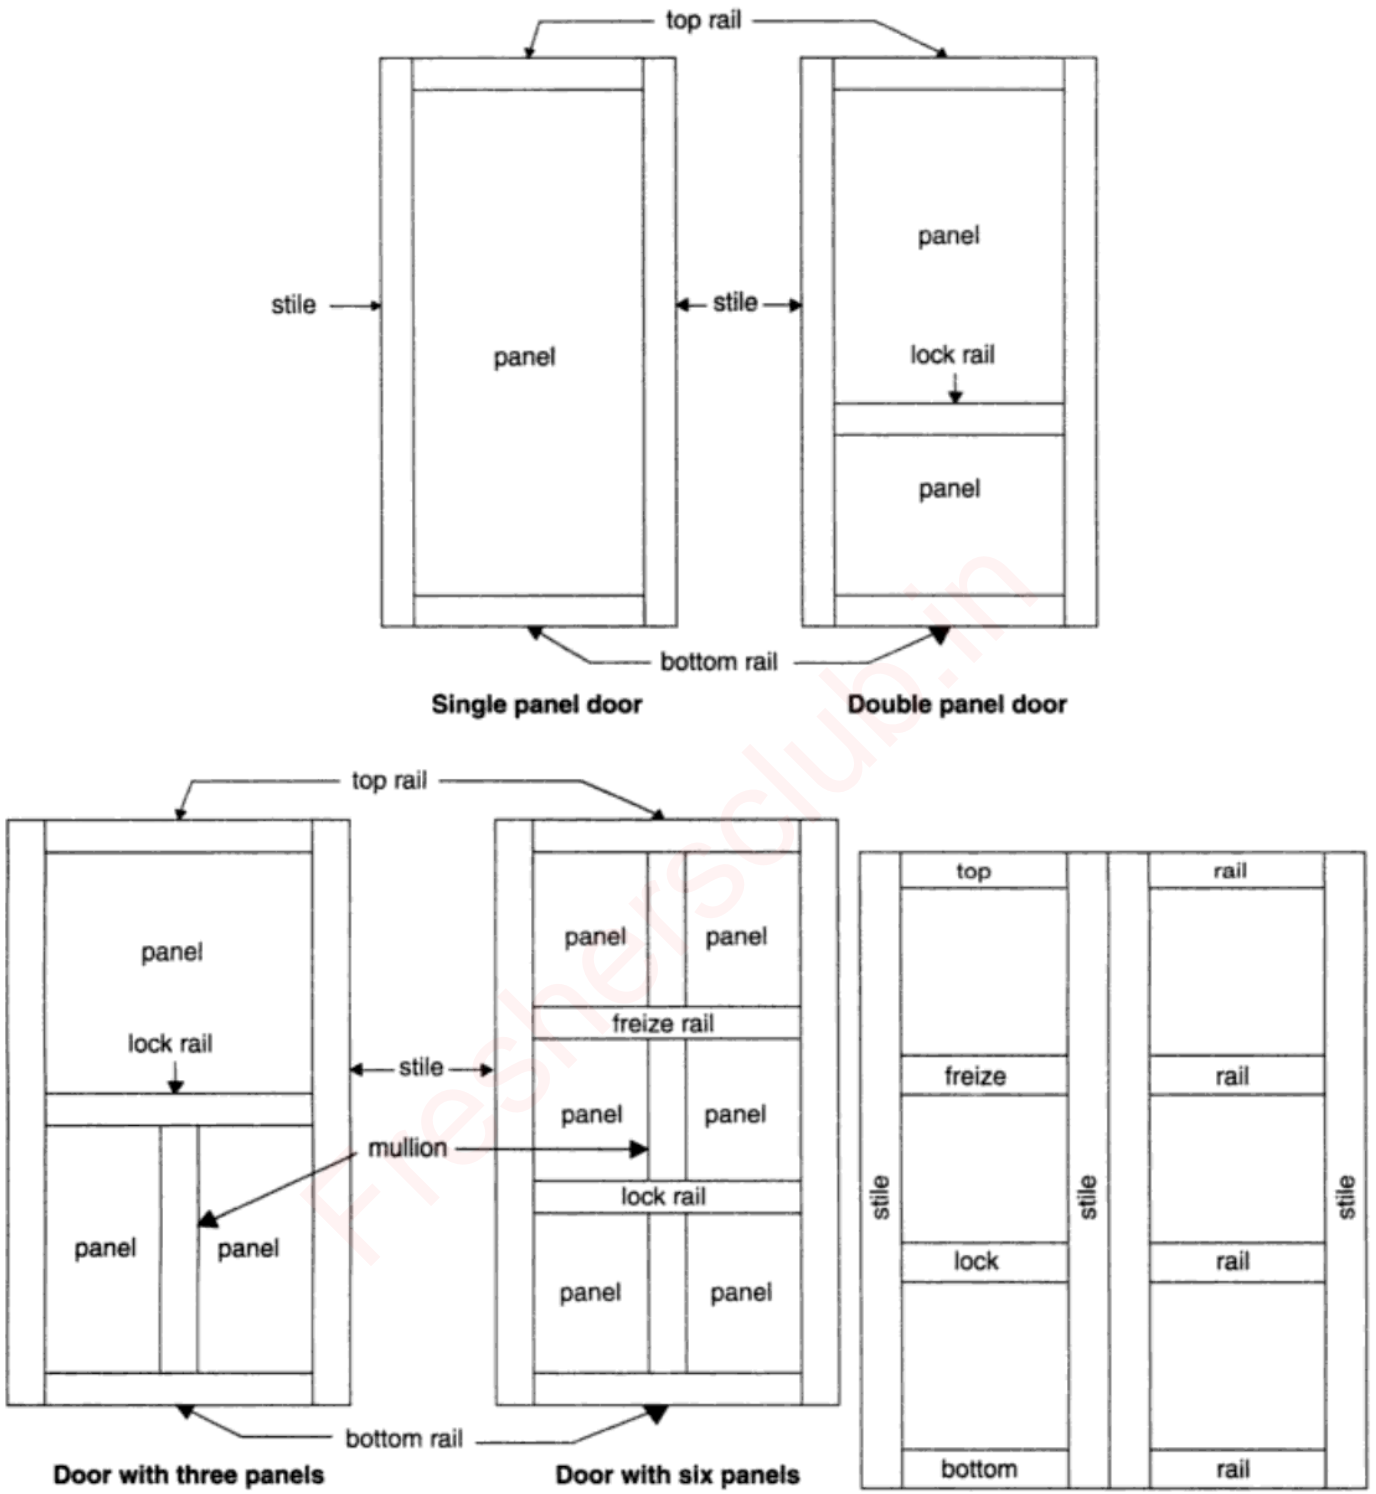 top rail
panel
stile
stile
lock rail
panel
panel
bottom rail
Single panel door
Double panel door
top rail
panel
panel
panel
lock rail
freize rail
stile
panel
panel
mullion
lock rail
panel
panel
panel
panel
bottom rail
Door with three panels
Door with six panels
top rail
freize rail
stile
stile
stile
lock rail
bottom rail
Freshersclub.in